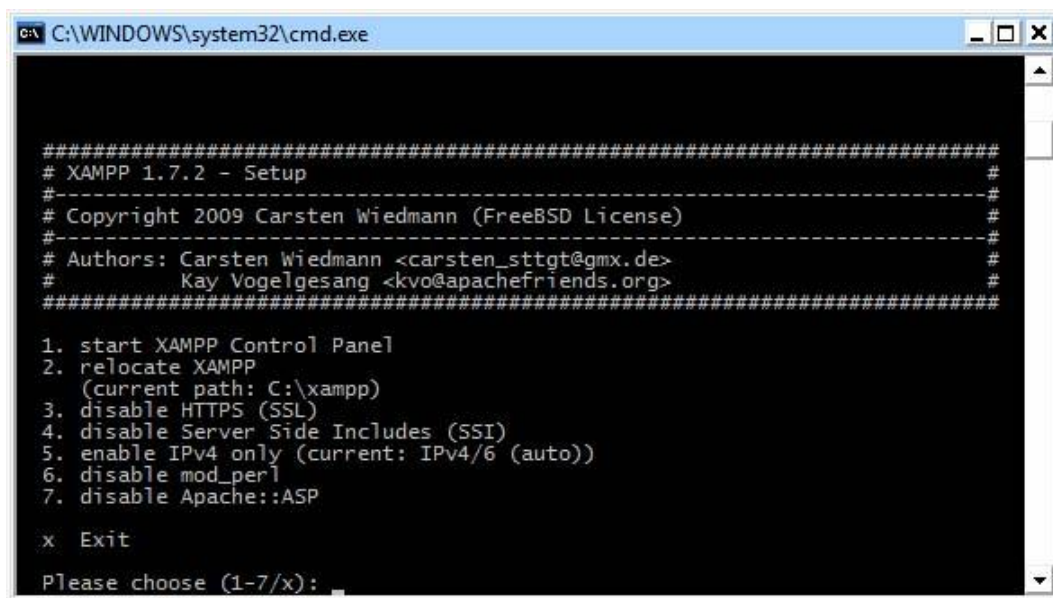 C:\WINDOWS\system32\cmd.exe
###########################################################################
# XAMPP 1.7.2 - Setup #
#-------------------------------------------------------------------------#
# Copyright 2009 Carsten Wiedmann (FreeBSD License) #
#-------------------------------------------------------------------------#
# Authors: Carsten Wiedmann <carsten_sttgt@gmx.de> #
# Kay Vogelgesang <kvo@apachefriends.org> #
###########################################################################
1. start XAMPP Control Panel
2. relocate XAMPP
(current path: C:\xampp)
3. disable HTTPS (SSL)
4. disable Server Side Includes (SSI)
5. enable IPv4 only (current: IPv4/6 (auto))
6. disable mod_perl
7. disable Apache::ASP
x Exit
Please choose (1-7/x):